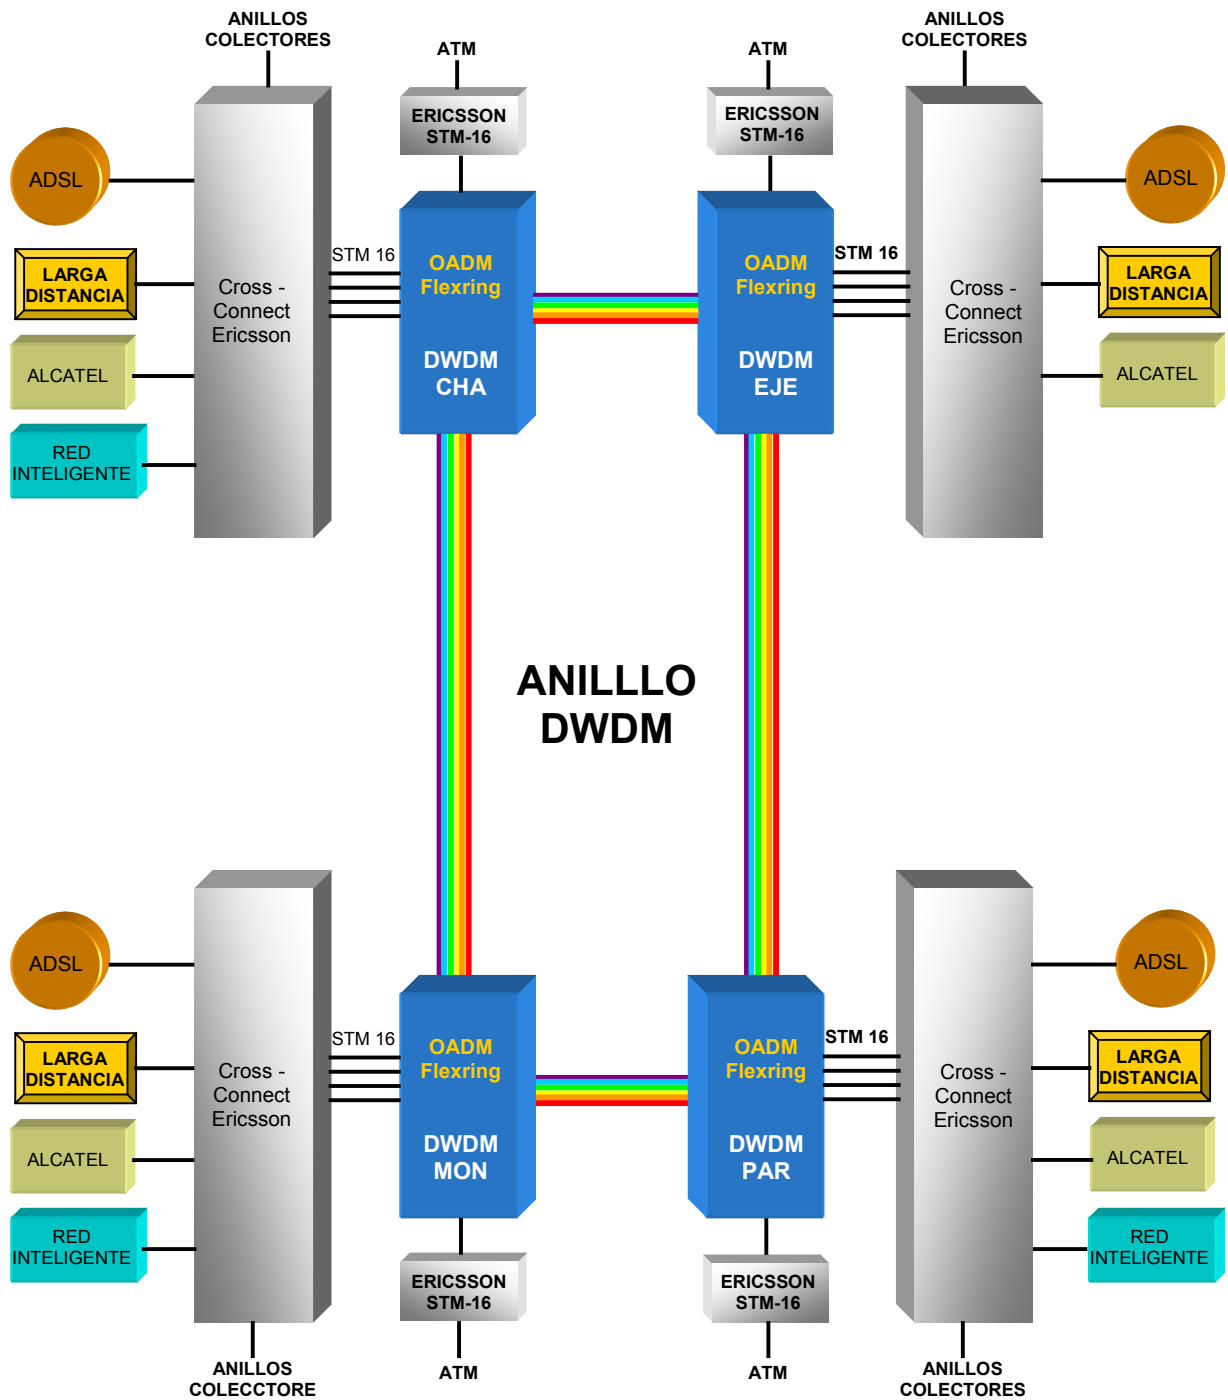 ANILLOS
COLECTORES
ATM
ATM
ANILLOS
COLECTORES
ERICSSON
STM-16
ERICSSON
STM-16
ADSL
LARGA
DISTANCIA
ALCATEL
RED
INTELIGENTE
Cross -
Connect
Ericsson
STM 16
OADM
Flexring
DWDM
CHA
OADM
Flexring
DWDM
EJE
STM 16
Cross -
Connect
Ericsson
ADSL
LARGA
DISTANCIA
ALCATEL
ANILLLO
DWDM
ADSL
LARGA
DISTANCIA
ALCATEL
RED
INTELIGENTE
Cross -
Connect
Ericsson
STM 16
OADM
Flexring
DWDM
MON
OADM
Flexring
DWDM
PAR
STM 16
Cross -
Connect
Ericsson
ADSL
LARGA
DISTANCIA
ALCATEL
RED
INTELIGENTE
ERICSSON
STM-16
ERICSSON
STM-16
ANILLOS
COLECCTORE
ATM
ATM
ANILLOS
COLECTORES